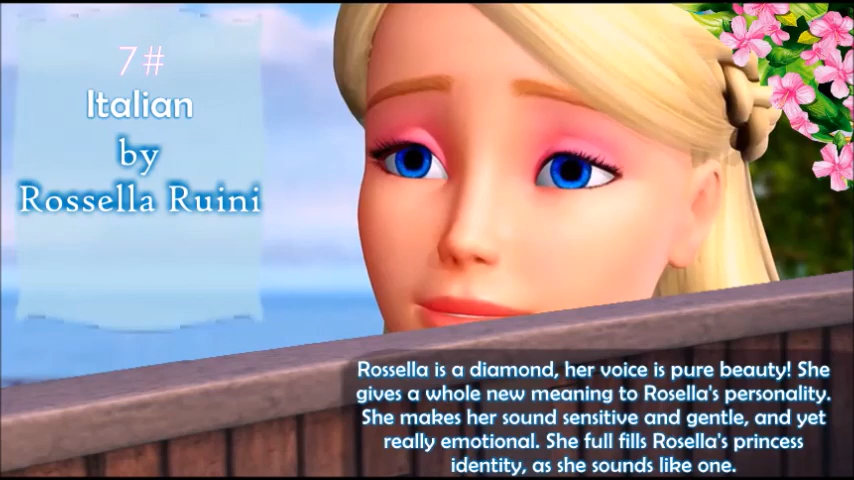 7#
Italian
by
Rossella Ruini
Rossella is a diamond, her voice is pure beauty! She
gives a whole new meaning to Rosella's personality.
She makes her sound sensitive and gentle, and yet
really emotional. She full fills Rosella's princess
identity, as she sounds like one.